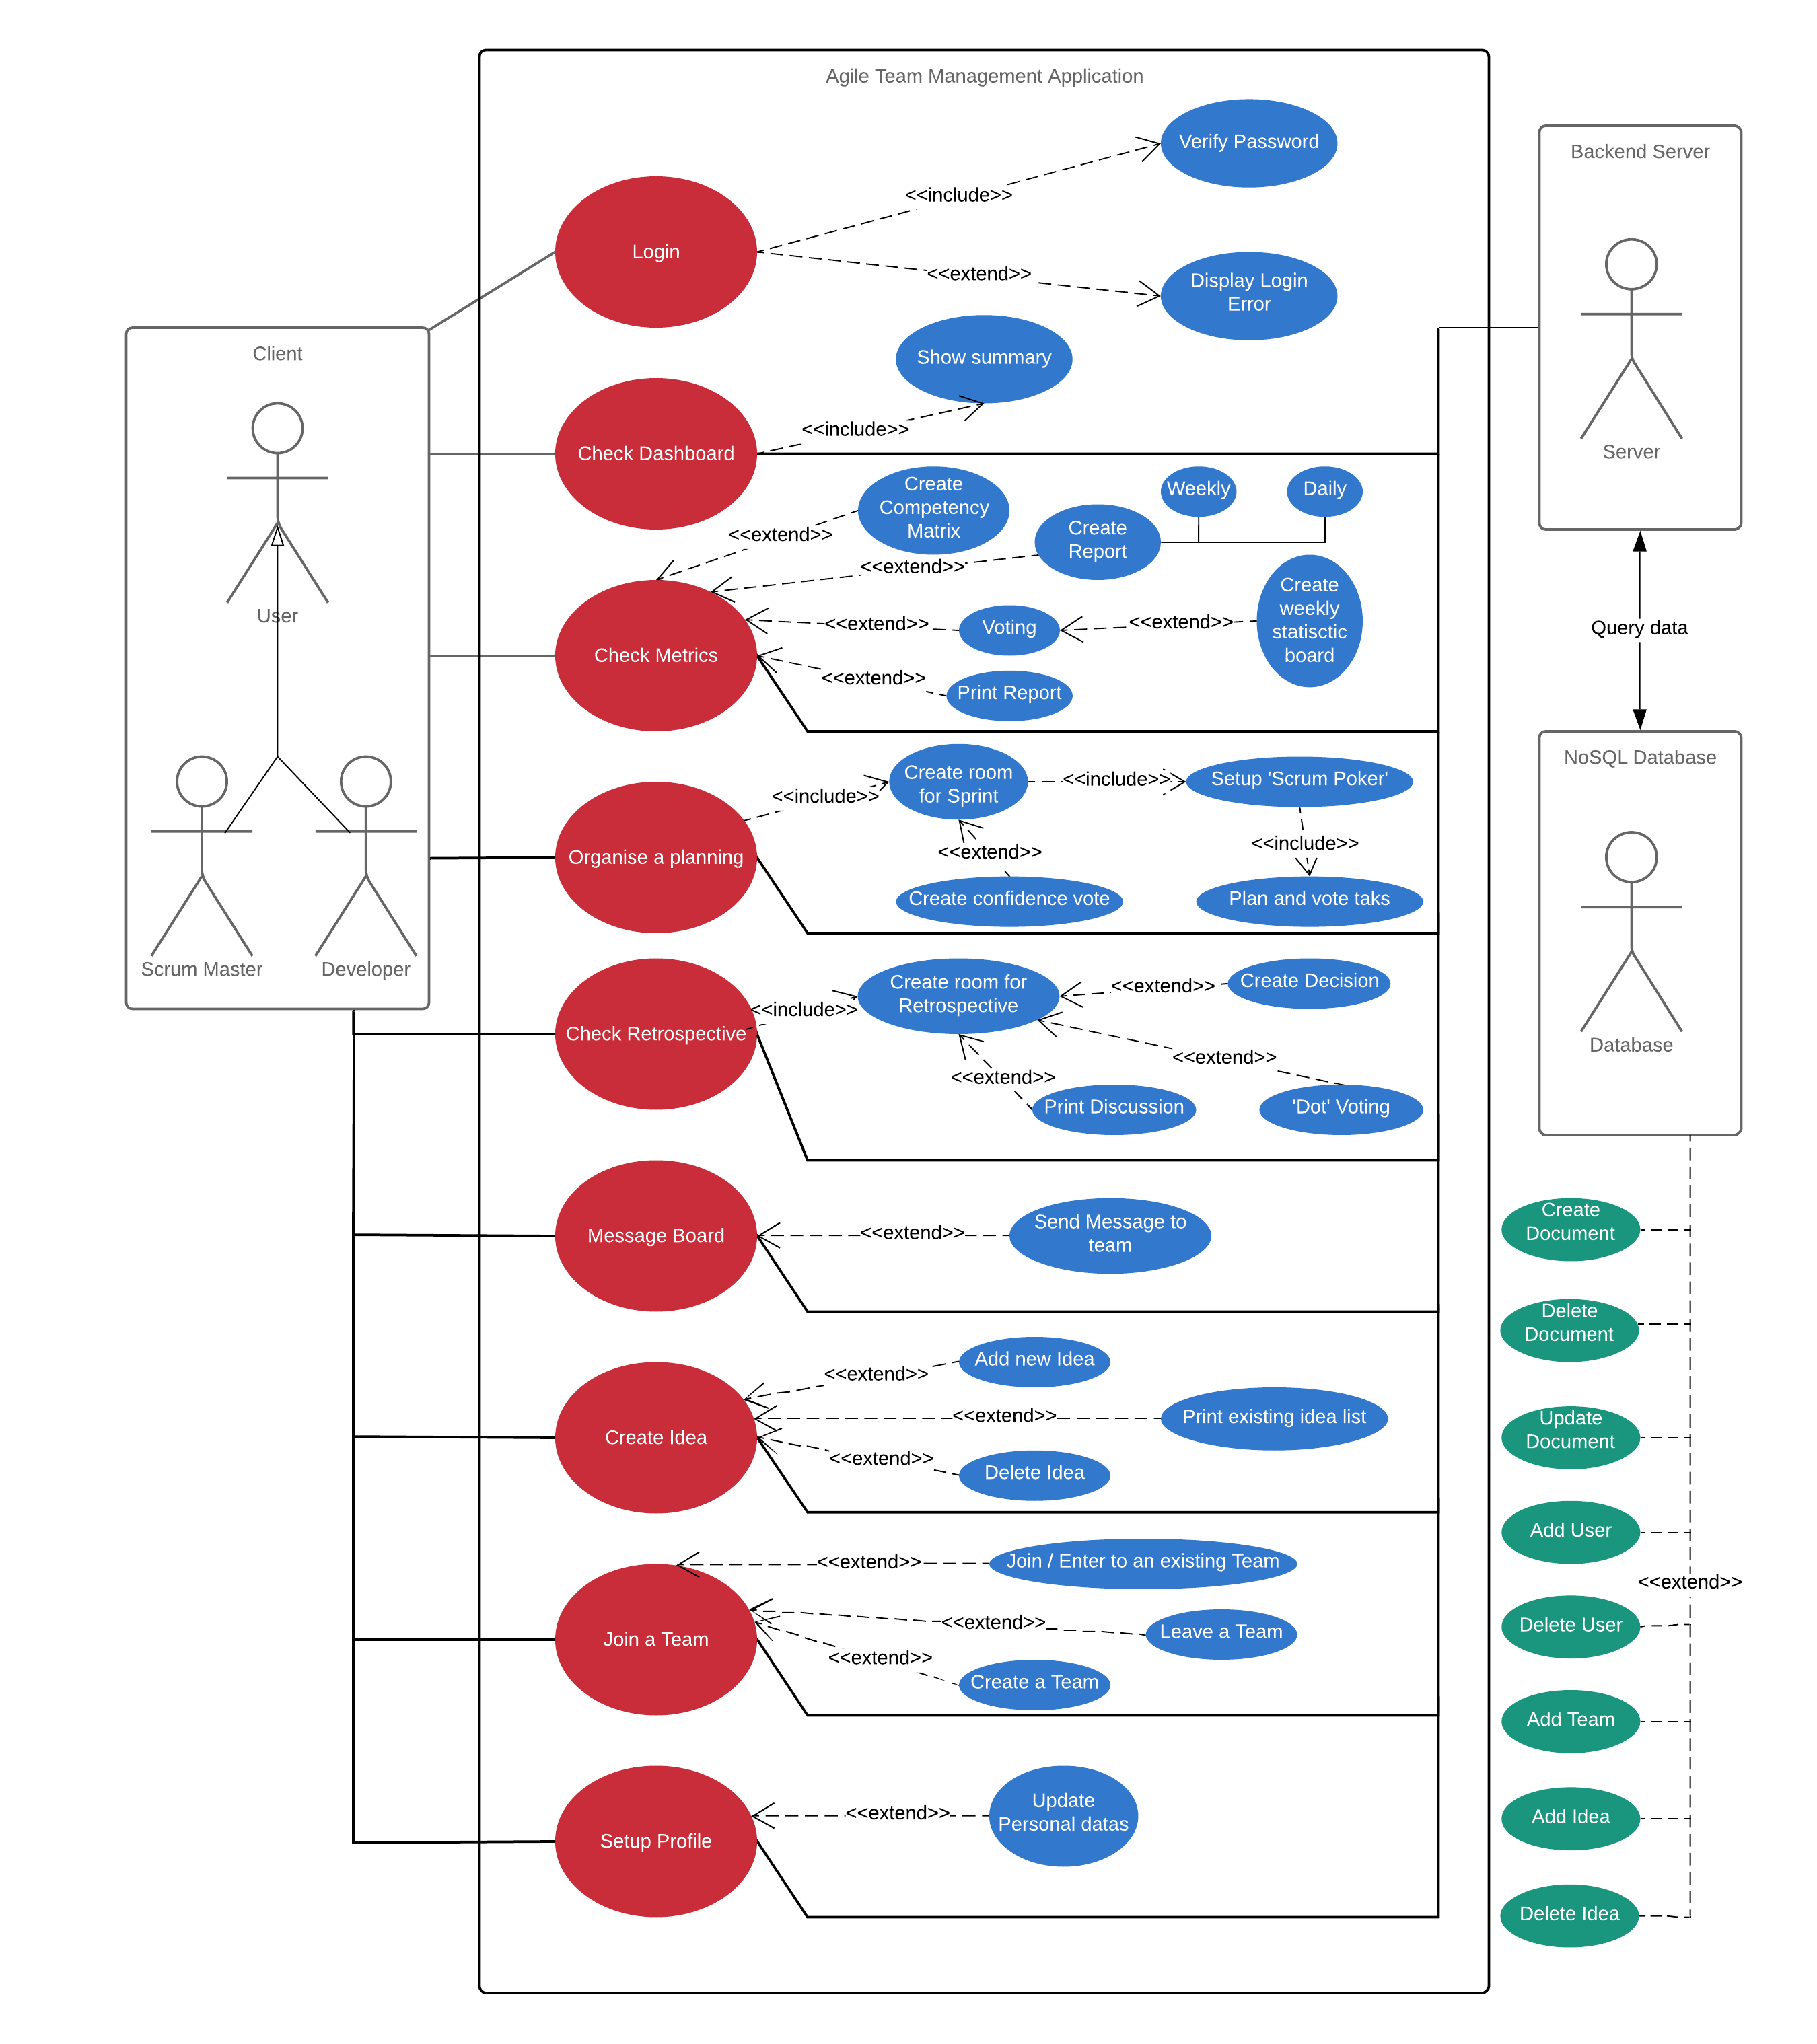 Agile Team Management Application
Verify Password
Backend Server
<<include>>
Login
<<extend>>
Display Login
Error
Client
Show summary
<<include>>
Check Dashboard
Server
Create
Competency
Matrix
Weekly
Daily
<<extend>>
Create
Report
<<extend>>
Create
weekly
statisctic
board
User
<<extend>>
Voting
<<extend>>
Query data
Check Metrics
<<extend>>
Print Report
NoSQL Database
Create room
for Sprint
<<include>>
Setup 'Scrum Poker'
<<include>>
<<include>>
Organise a planning
<<extend>>
Create confidence vote
Plan and vote taks
Scrum Master
Developer
Create room for
Retrospective
<<extend>>
Create Decision
<<include>>
Check Retrospective
<<extend>>
Database
<<extend>>
Print Discussion
'Dot' Voting
Create
Document
Message Board
<<extend>>
Send Message to
team
Delete
Document
Add new Idea
<<extend>>
<<extend>>
Print existing idea list
Create Idea
<<extend>>
Delete Idea
Update
Document
Add User
<<extend>>
Join / Enter to an existing Team
<<extend>>
<<extend>>
Leave a Team
Delete User
Join a Team
<<extend>>
Create a Team
Add Team
Update
Personal datas
<<extend>>
Setup Profile
Add Idea
Delete Idea